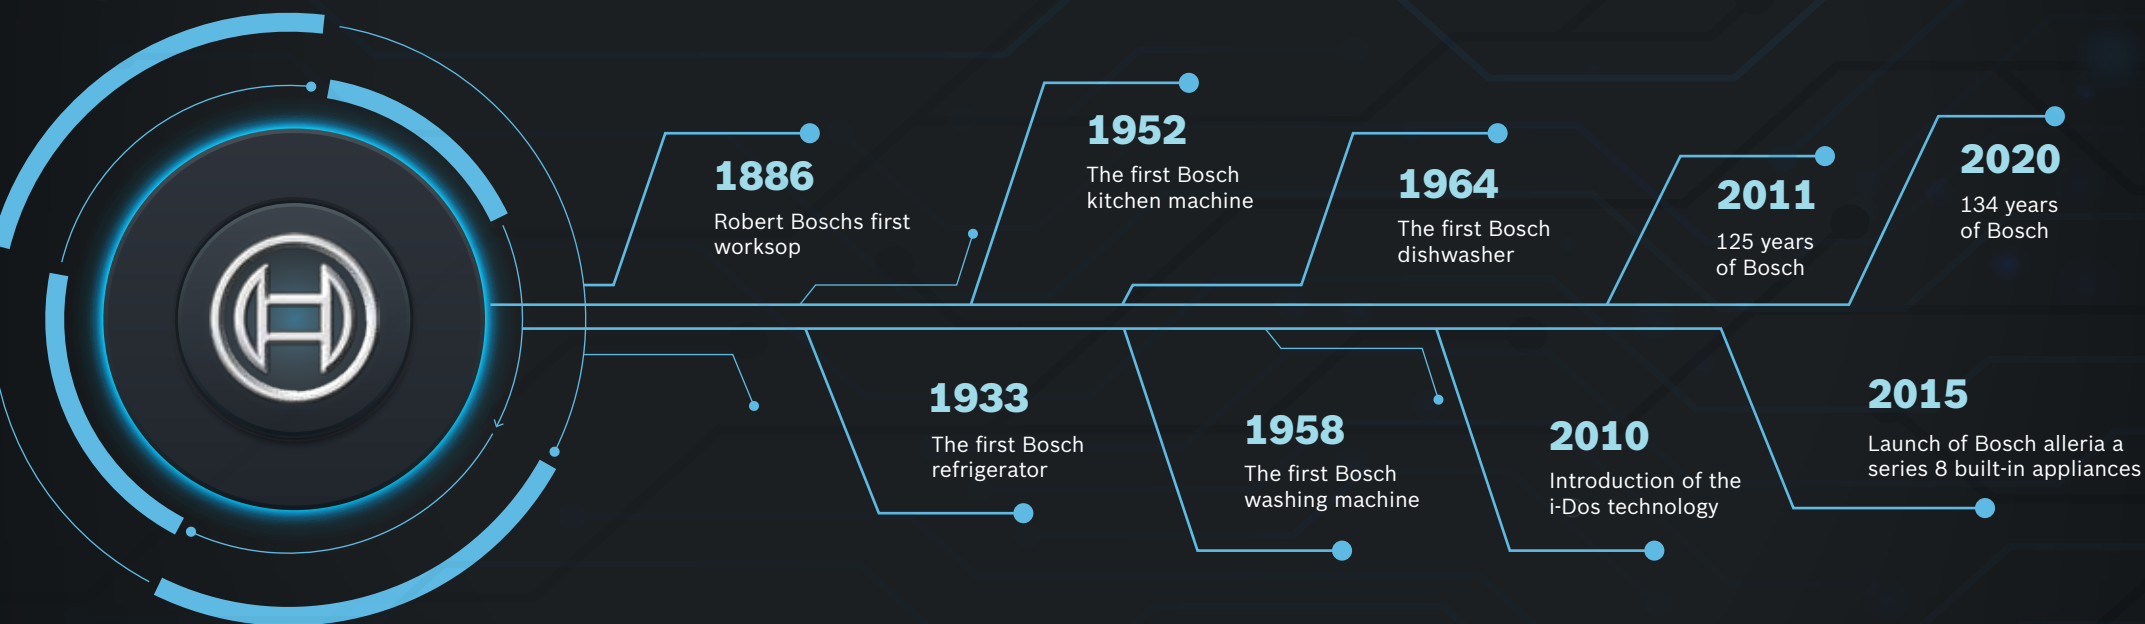 1886
Robert Boschs first
worksop
1933
The first Bosch
refrigerator
1952
The first Bosch
kitchen machine
1958
The first Bosch
washing machine
1964
The first Bosch
dishwasher
2010
Introduction of the
i-Dos technology
2011
125 years
of Bosch
2015
Launch of Bosch alleria a
series 8 built-in appliances
2020
134 years
of Bosch